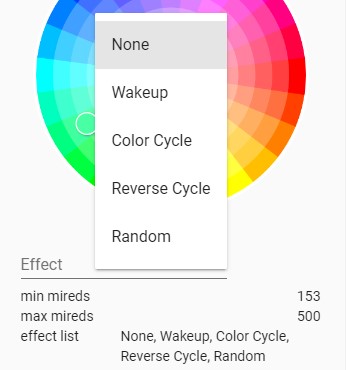 None
Wakeup
Color Cycle
Reverse Cycle
Random
Effect
min mireds 153
max mireds 500
effect list None, Wakeup, Color Cycle,
Reverse Cycle, Random